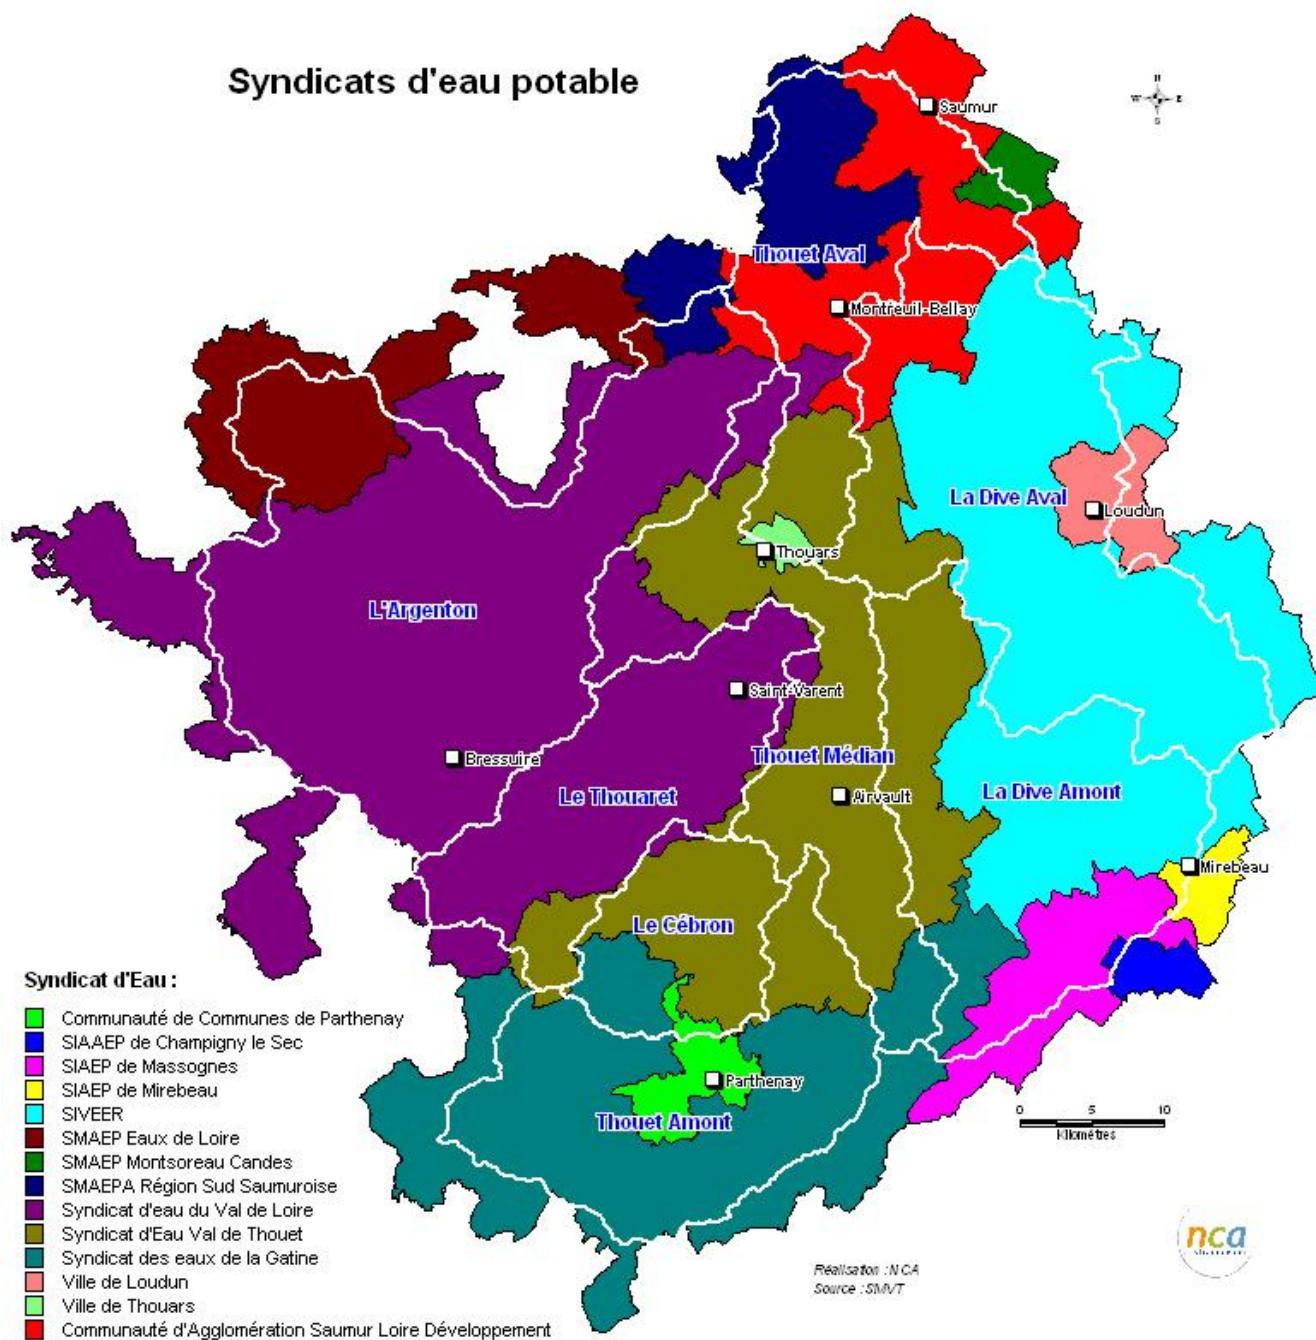 Syndicats d'eau potable
N
W E
S
Saumur
Thouet Aval
Montreuil-Bellay
La Dive Aval
Loudun
Thouars
L'Argenton
Saint-Varent
Bressuire
Thouet Médian
Le Thouaret
Airvault
La Dive Amont
Mirebeau
Le Cébron
Parthenay
Thouet Amont
Syndicat d'Eau :
Communauté de Communes de Parthenay
SIAAEP de Champigny le Sec
SIAEP de Massognes
SIAEP de Mirebeau
SIVEER
SMAEP Eaux de Loire
SMAEP Montsoreau Candes
SMAEPA Région Sud Saumuroise
Syndicat d'eau du Val de Loire
Syndicat d'Eau Val de Thouet
Syndicat des eaux de la Gatine
Ville de Loudun
Ville de Thouars
Communauté d'Agglomération Saumur Loire Développement
0 5 10
Kilomètres
Réalisation : NCA
Source : SMVT
nca